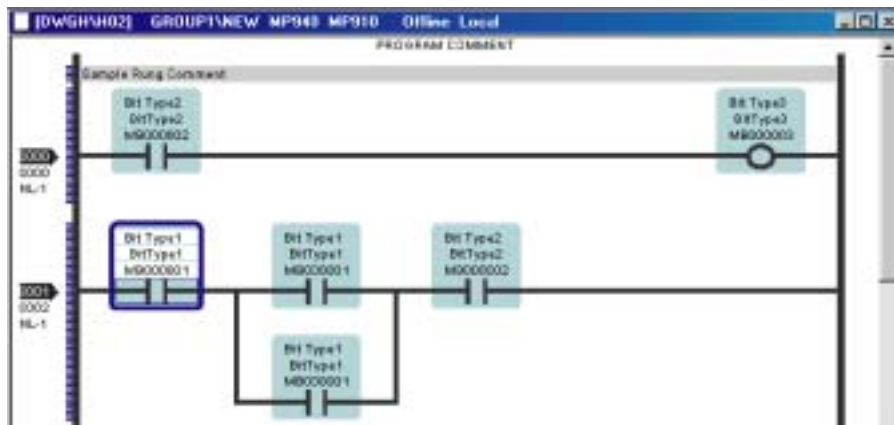 [DWGH\H02] GROUP1\NEW MP940 MP910 Offline Local
PROGRAM COMMENT
Sample Rung Comment
Bit Type2
BitType2
MB000002
Bit Type3
BitType3
MB000003
0000
0000
NL-1
Bit Type1
BitType1
MB000001
Bit Type1
BitType1
MB000001
Bit Type2
BitType2
MB000002
0001
0002
NL-1
Bit Type1
BitType1
MB000001